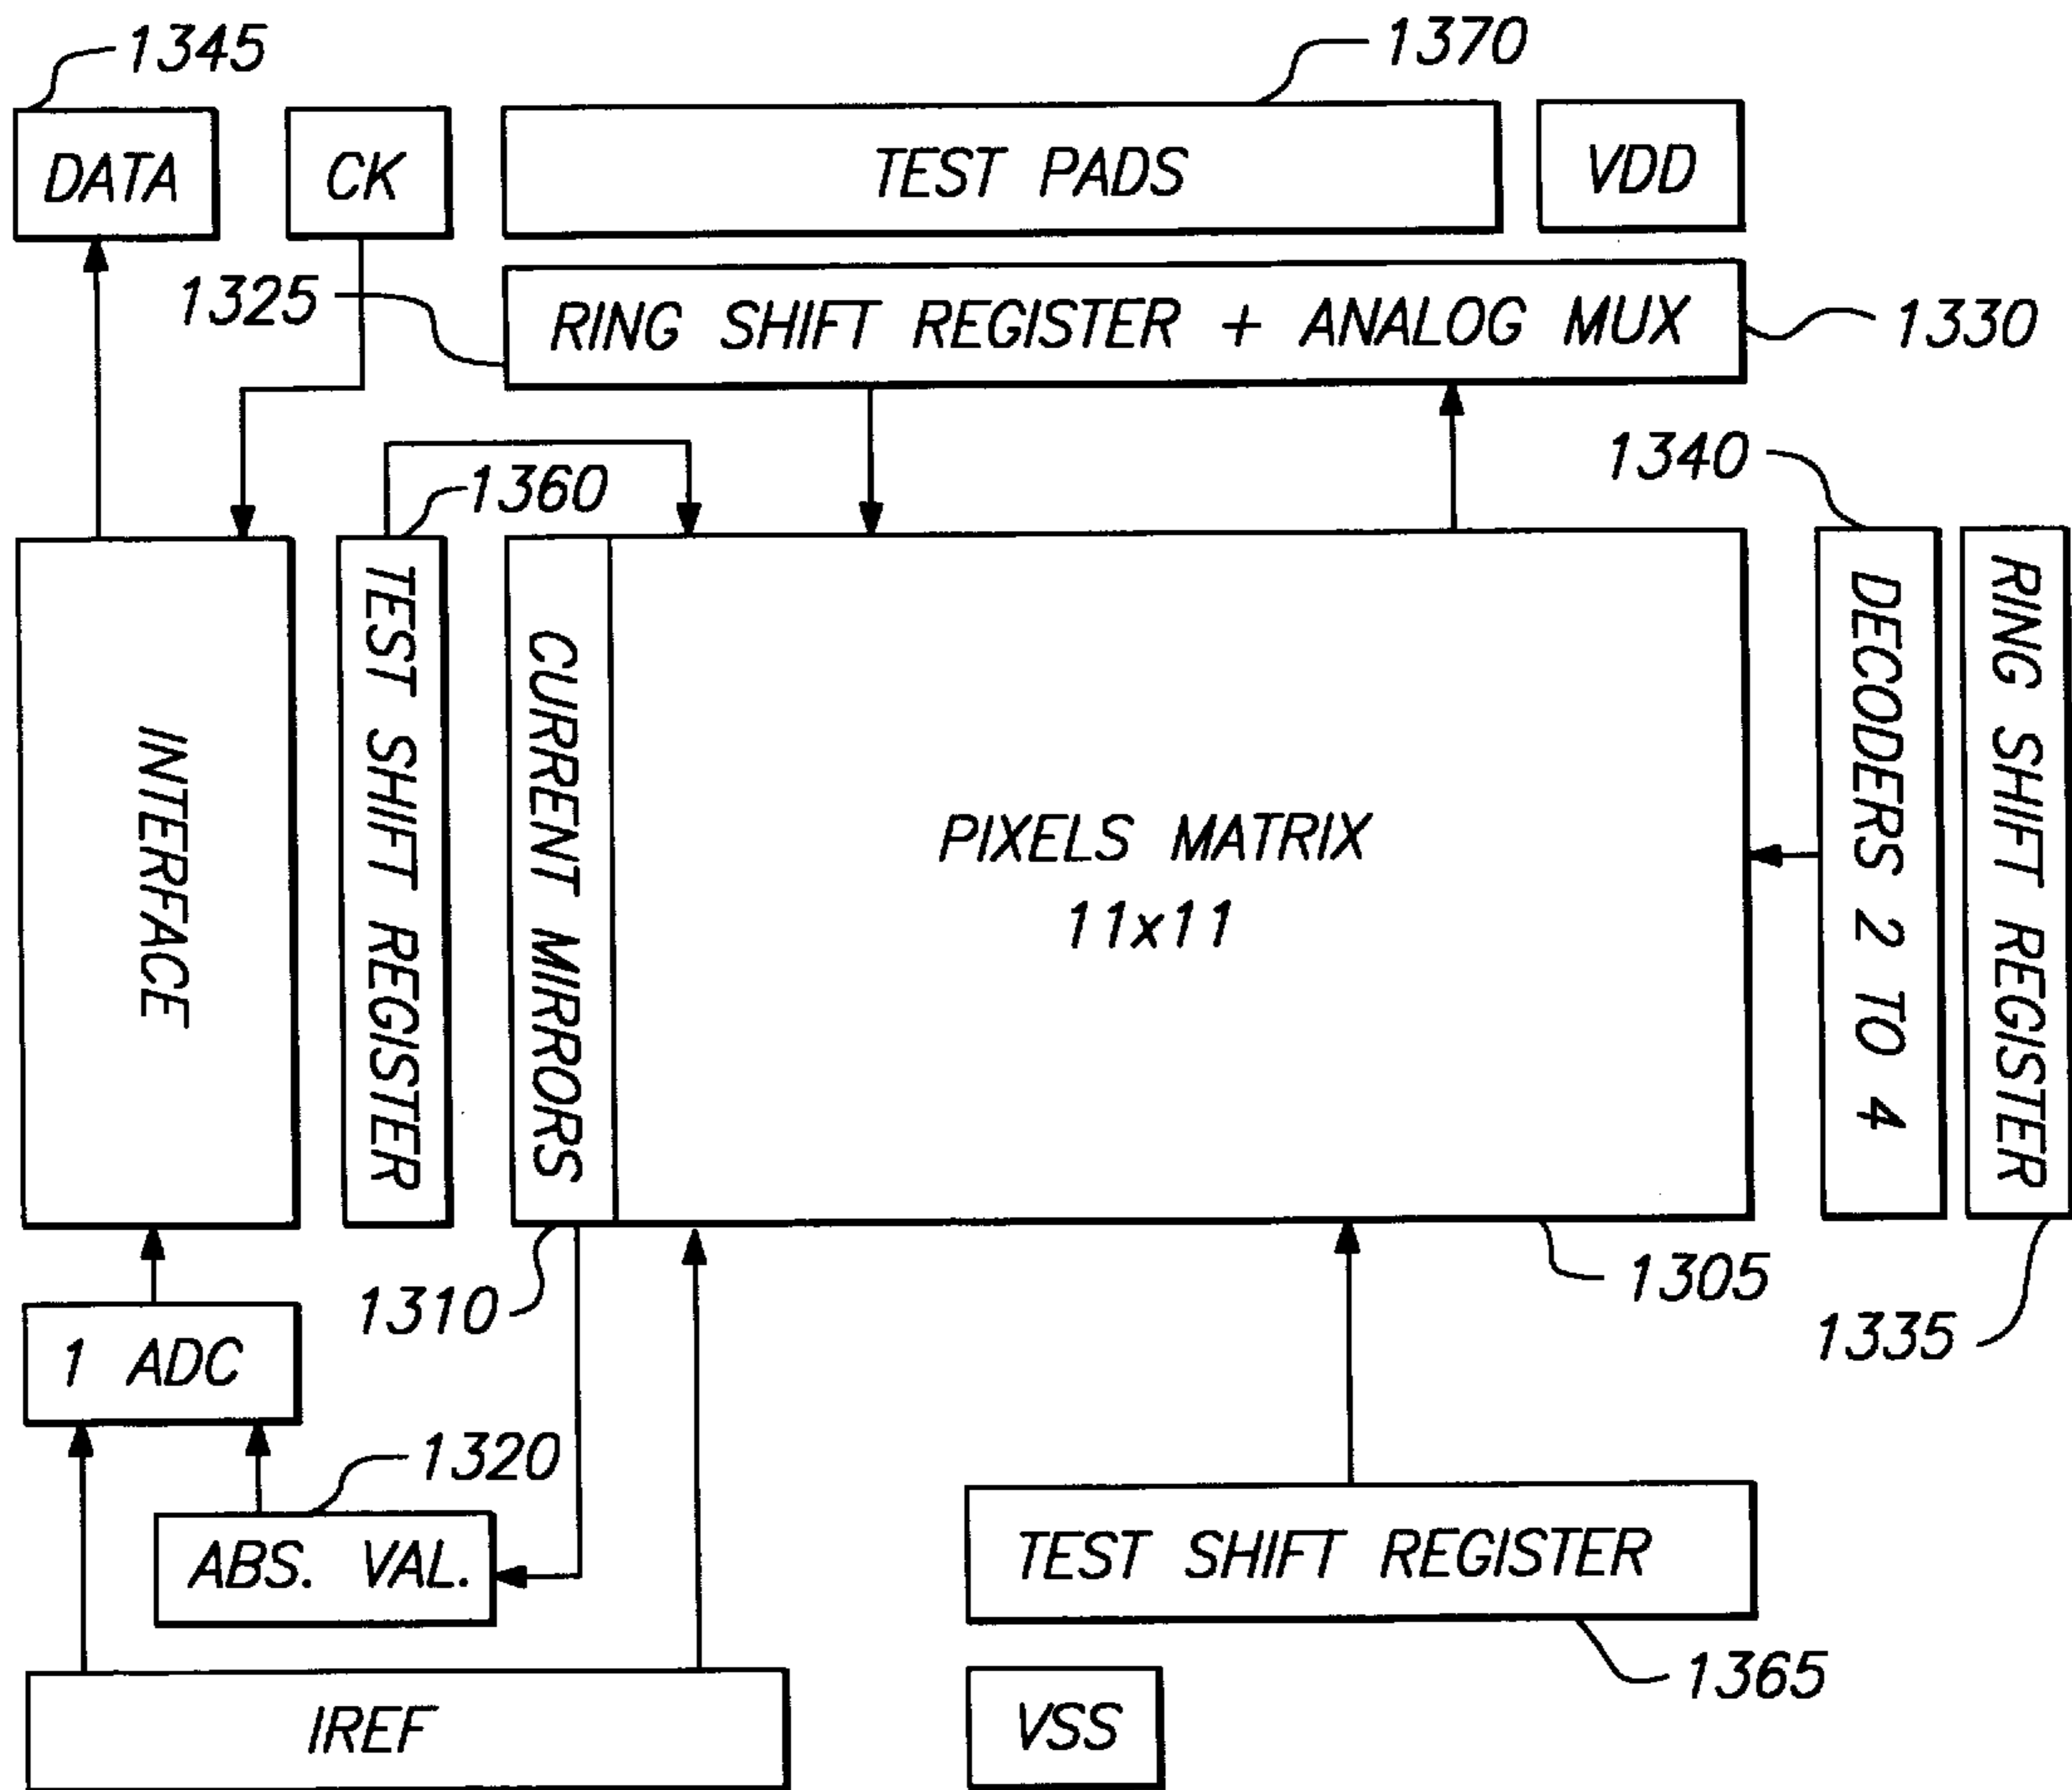 1345
1370
DATA
CK
TEST PADS
VDD
1325
RING SHIFT REGISTER + ANALOG MUX
1330
1340
1360
INTERFACE
TEST SHIFT REGISTER
CURRENT MIRRORS
PIXELS MATRIX
11x11
DECODERS 2 TO 4
RING SHIFT REGISTER
1310
1305
1335
1 ADC
1320
ABS. VAL.
TEST SHIFT REGISTER
1365
IREF
VSS